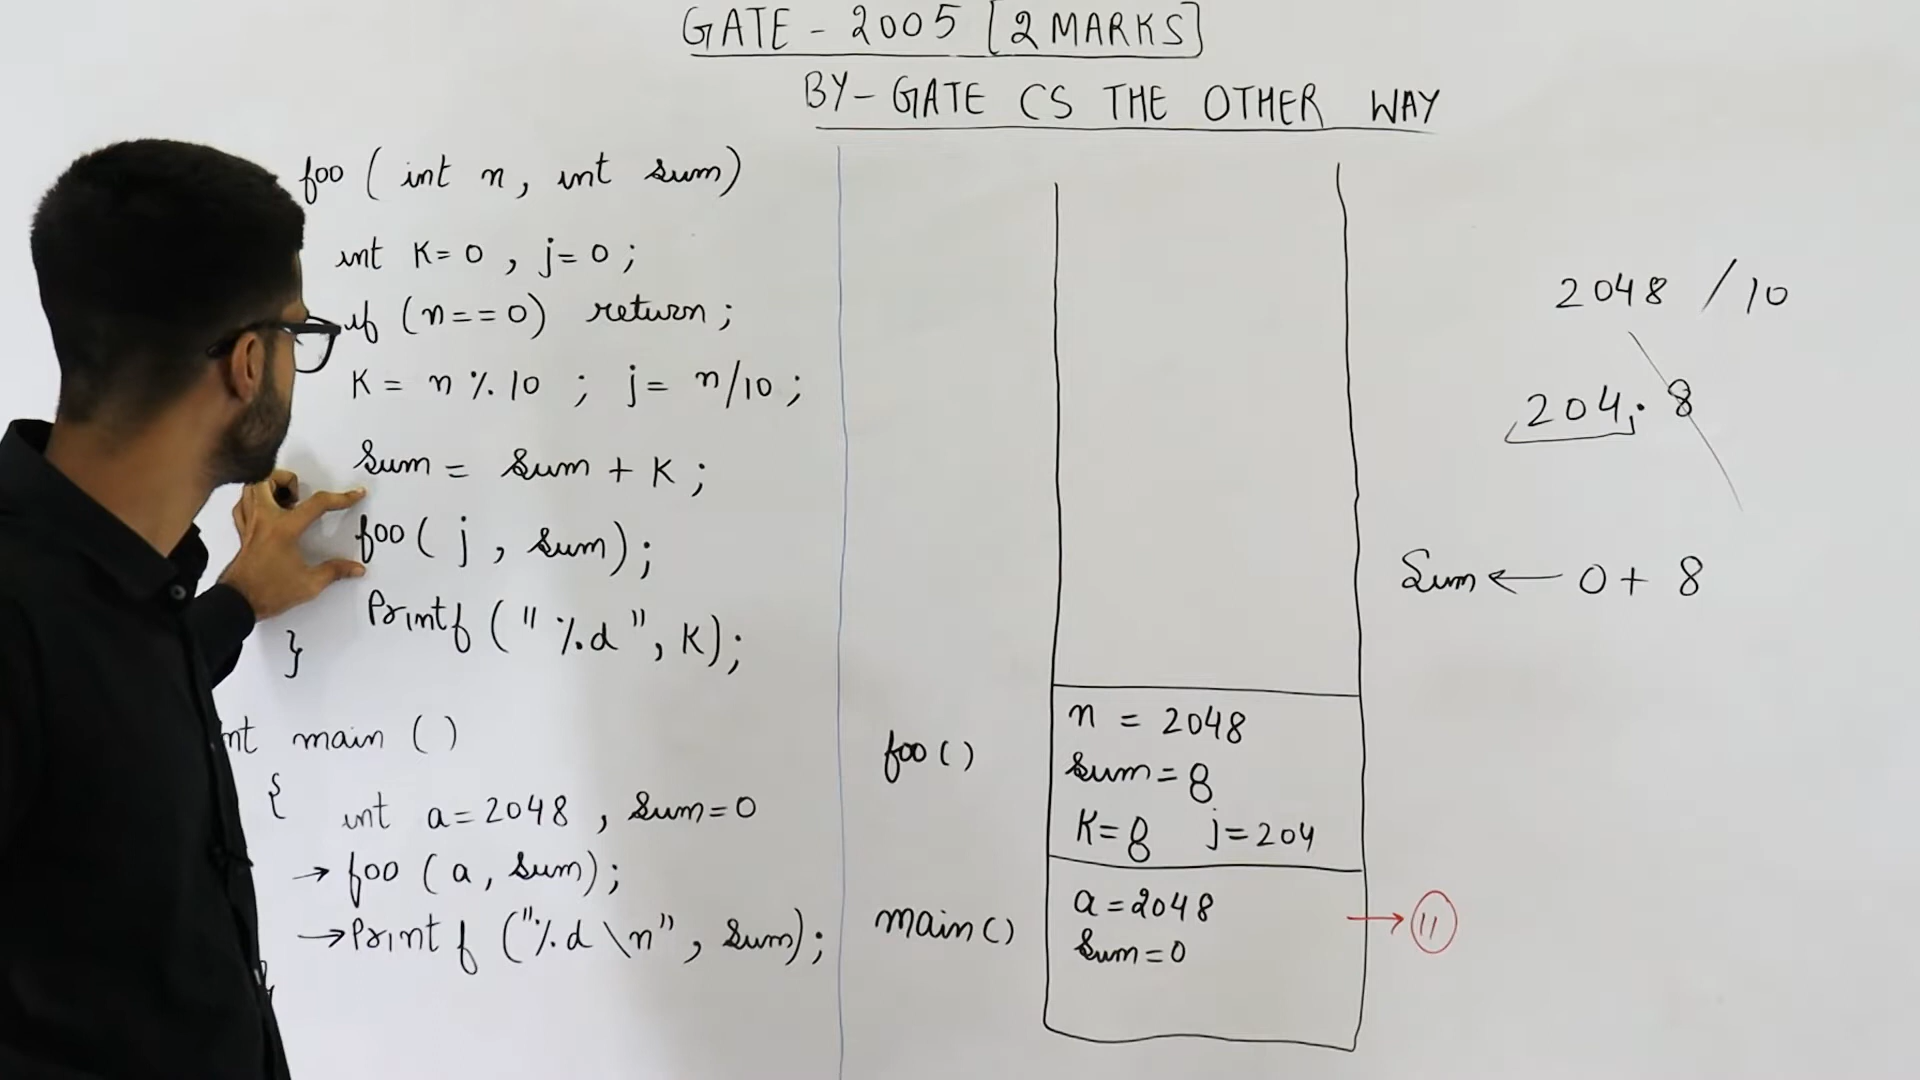 GATE - 2005 [2 MARKS]
BY - GATE CS THE OTHER WAY
foo ( int n, int sum)
int K=0 , j=0 ;
if (n==0) return ;
K = n % 10 ; j= n/10 ;
Sum = Sum + K ;
foo ( j , sum) ;
Printf ( " %d ", K) ;
}
nt main ( )
{
int a=2048 , Sum=0
→ foo ( a , Sum) ;
→ Print f ("%d \n" , Sum) ;
}
foo ( )
n = 2048
Sum = 8
K=8 j=204
main ( )
a = 2048
Sum = 0
→ 11
2048 / 10
204. 8
Sum ← 0 + 8